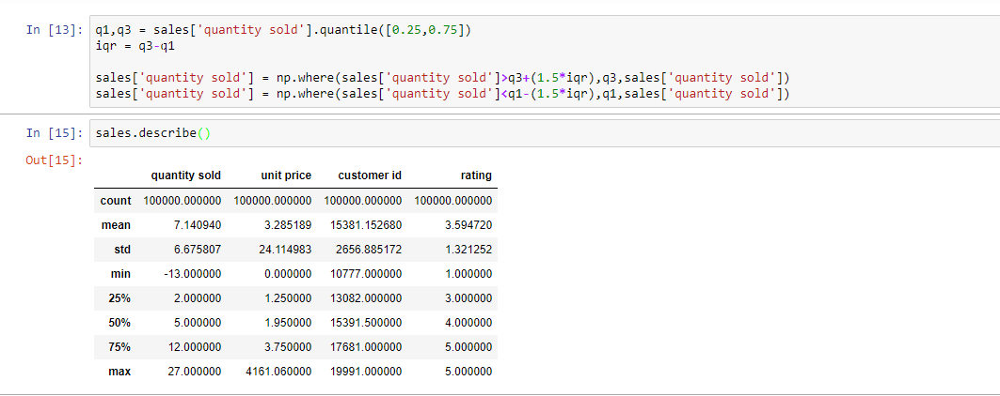 In [13]: q1,q3 = sales['quantity sold'].quantile([0.25,0.75])
iqr = q3-q1
sales['quantity sold'] = np.where(sales['quantity sold']>q3+(1.5*iqr),q3,sales['quantity sold'])
sales['quantity sold'] = np.where(sales['quantity sold']<q1-(1.5*iqr),q1,sales['quantity sold'])
In [15]: sales.describe()
Out[15]:
quantity sold unit price customer id rating
count 100000.000000 100000.000000 100000.000000 100000.000000
mean 7.140940 3.285189 15381.152680 3.594720
std 6.675807 24.114983 2656.885172 1.321252
min -13.000000 0.000000 10777.000000 1.000000
25% 2.000000 1.250000 13082.000000 3.000000
50% 5.000000 1.950000 15391.500000 4.000000
75% 12.000000 3.750000 17681.000000 5.000000
max 27.000000 4161.060000 19991.000000 5.000000